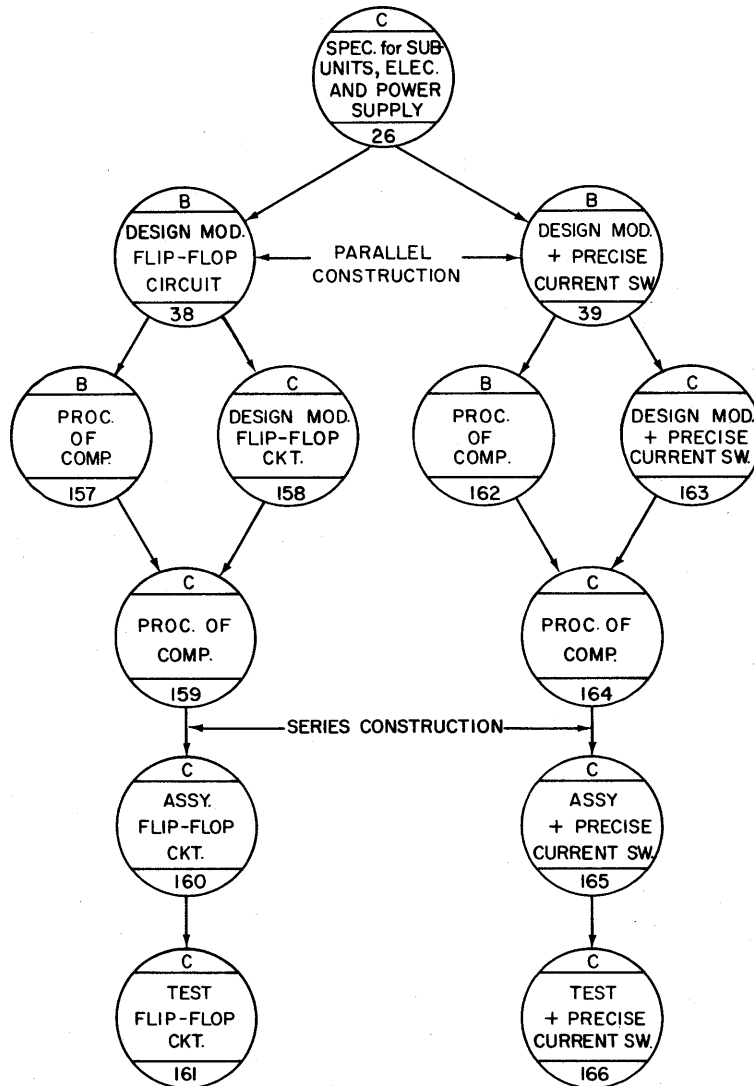 C
SPEC. for SUB-
UNITS, ELEC.
AND POWER
SUPPLY
26
B
DESIGN MOD.
FLIP-FLOP
CIRCUIT
38
PARALLEL
CONSTRUCTION
B
DESIGN MOD.
+ PRECISE
CURRENT SW.
39
B
PROC.
OF
COMP.
157
C
DESIGN MOD.
FLIP-FLOP
CKT.
158
B
PROC.
OF
COMP.
162
C
DESIGN MOD.
+ PRECISE
CURRENT SW.
163
C
PROC. OF
COMP.
159
C
PROC. OF
COMP.
164
SERIES CONSTRUCTION
C
ASSY.
FLIP-FLOP
CKT.
160
C
ASSY
+ PRECISE
CURRENT SW.
165
C
TEST
FLIP-FLOP
CKT.
161
C
TEST
+ PRECISE
CURRENT SW.
166